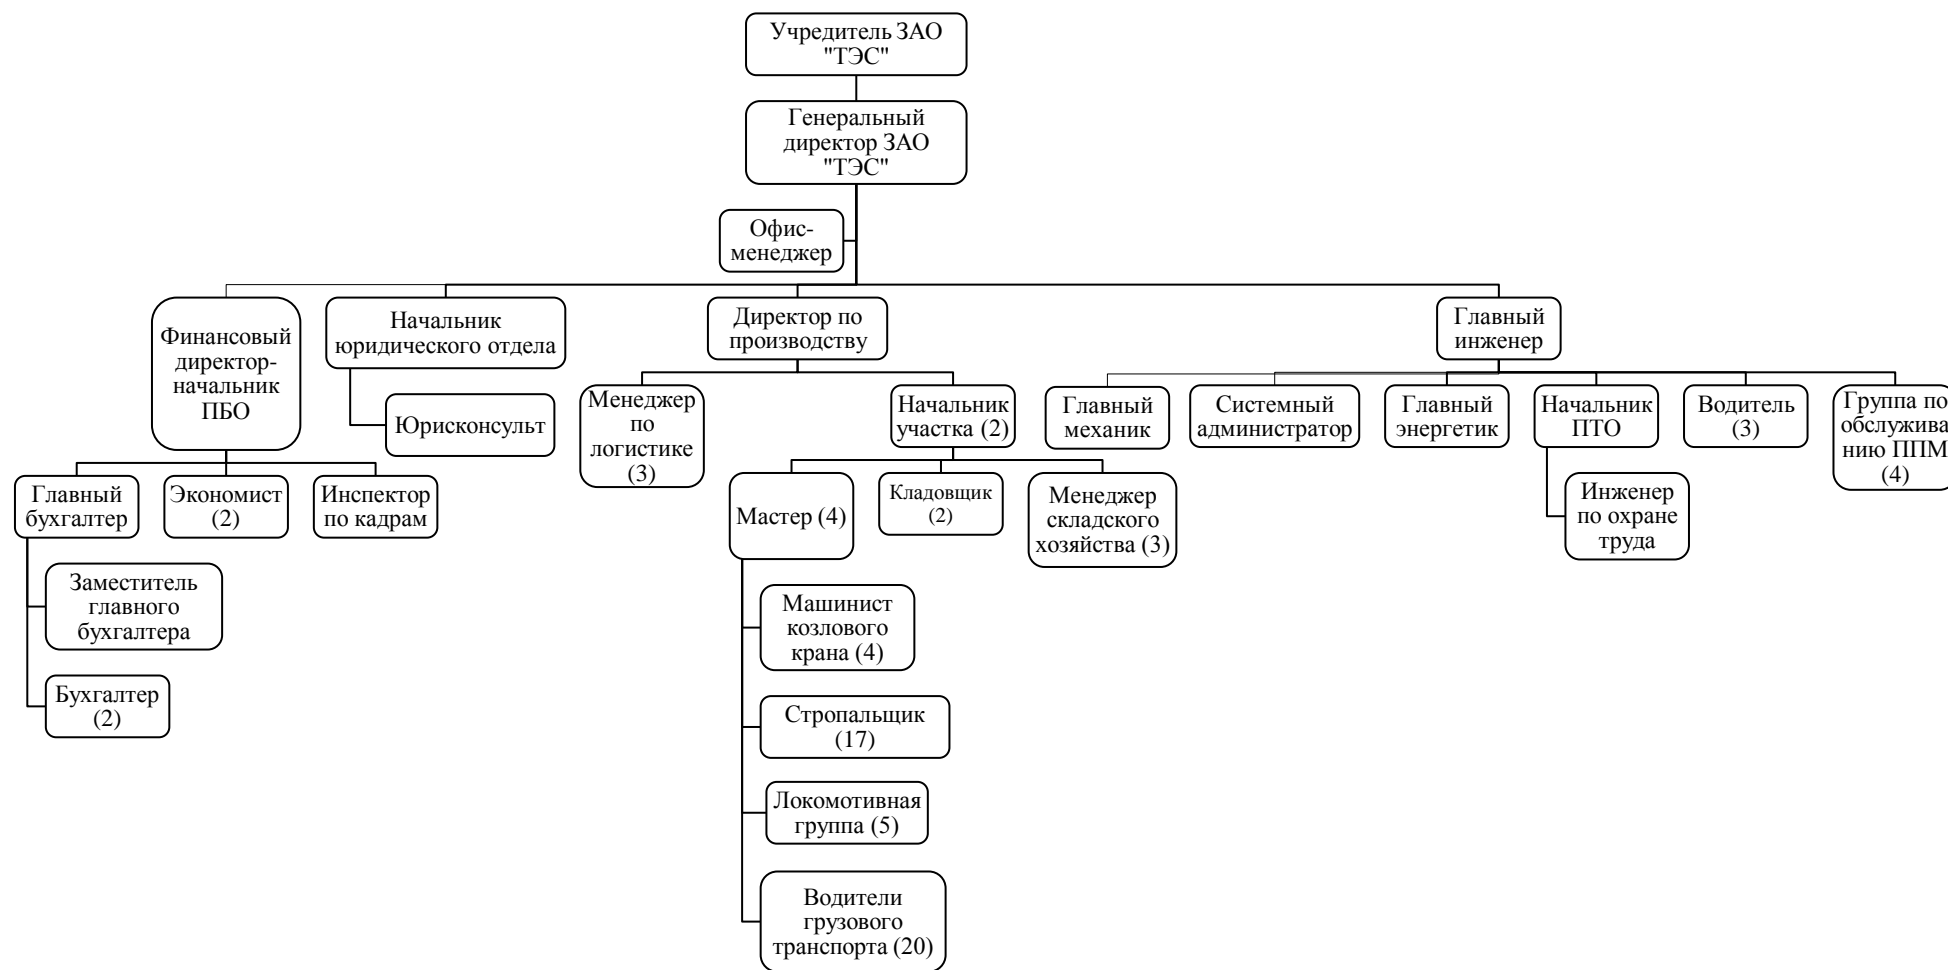 Учредитель ЗАО
"ТЭС"
Генеральный
директор ЗАО
"ТЭС"
Офис-
менеджер
Финансовый
директор-
начальник
ПБО
Начальник
юридического отдела
Директор по
производству
Главный
инженер
Юрисконсульт
Менеджер
по
логистике
(3)
Начальник
участка (2)
Главный
механик
Системный
администратор
Главный
энергетик
Начальник
ПТО
Водитель
(3)
Группа по
обслужива
нию ППМ
(4)
Главный
бухгалтер
Экономист
(2)
Инспектор
по кадрам
Мастер (4)
Кладовщик
(2)
Менеджер
складского
хозяйства (3)
Инженер
по охране
труда
Заместитель
главного
бухгалтера
Бухгалтер
(2)
Машинист
козлового
крана (4)
Стропальщик
(17)
Локомотивная
группа (5)
Водители
грузового
транспорта (20)